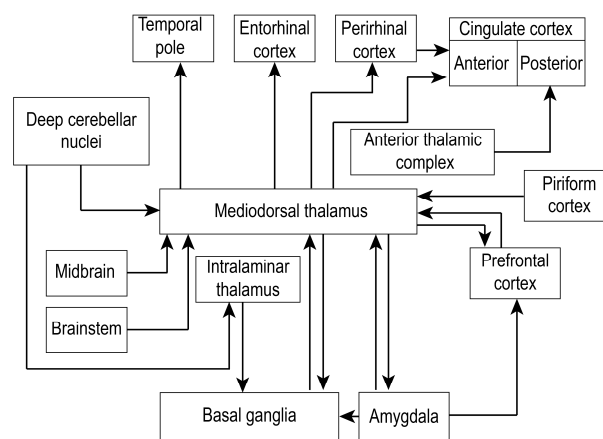 Temporal
pole
Entorhinal
cortex
Perirhinal
cortex
Cingulate cortex
Anterior
Posterior
Deep cerebellar
nuclei
Anterior thalamic
complex
Mediodorsal thalamus
Piriform
cortex
Midbrain
Intralaminar
thalamus
Prefrontal
cortex
Brainstem
Basal ganglia
Amygdala